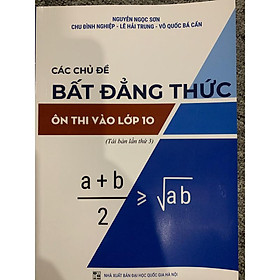 NGUYỄN NGỌC SƠN
CHU ĐÌNH NGHIỆP - LÊ HẢI TRUNG - VÕ QUỐC BÁ CẨN
CÁC CHỦ ĐỀ
BẤT ĐẲNG THỨC
ÔN THI VÀO LỚP 10
(Tái bản lần thứ 3)
a + b
⩾ √ab
2
NHÀ XUẤT BẢN ĐẠI HỌC QUỐC GIA HÀ NỘI